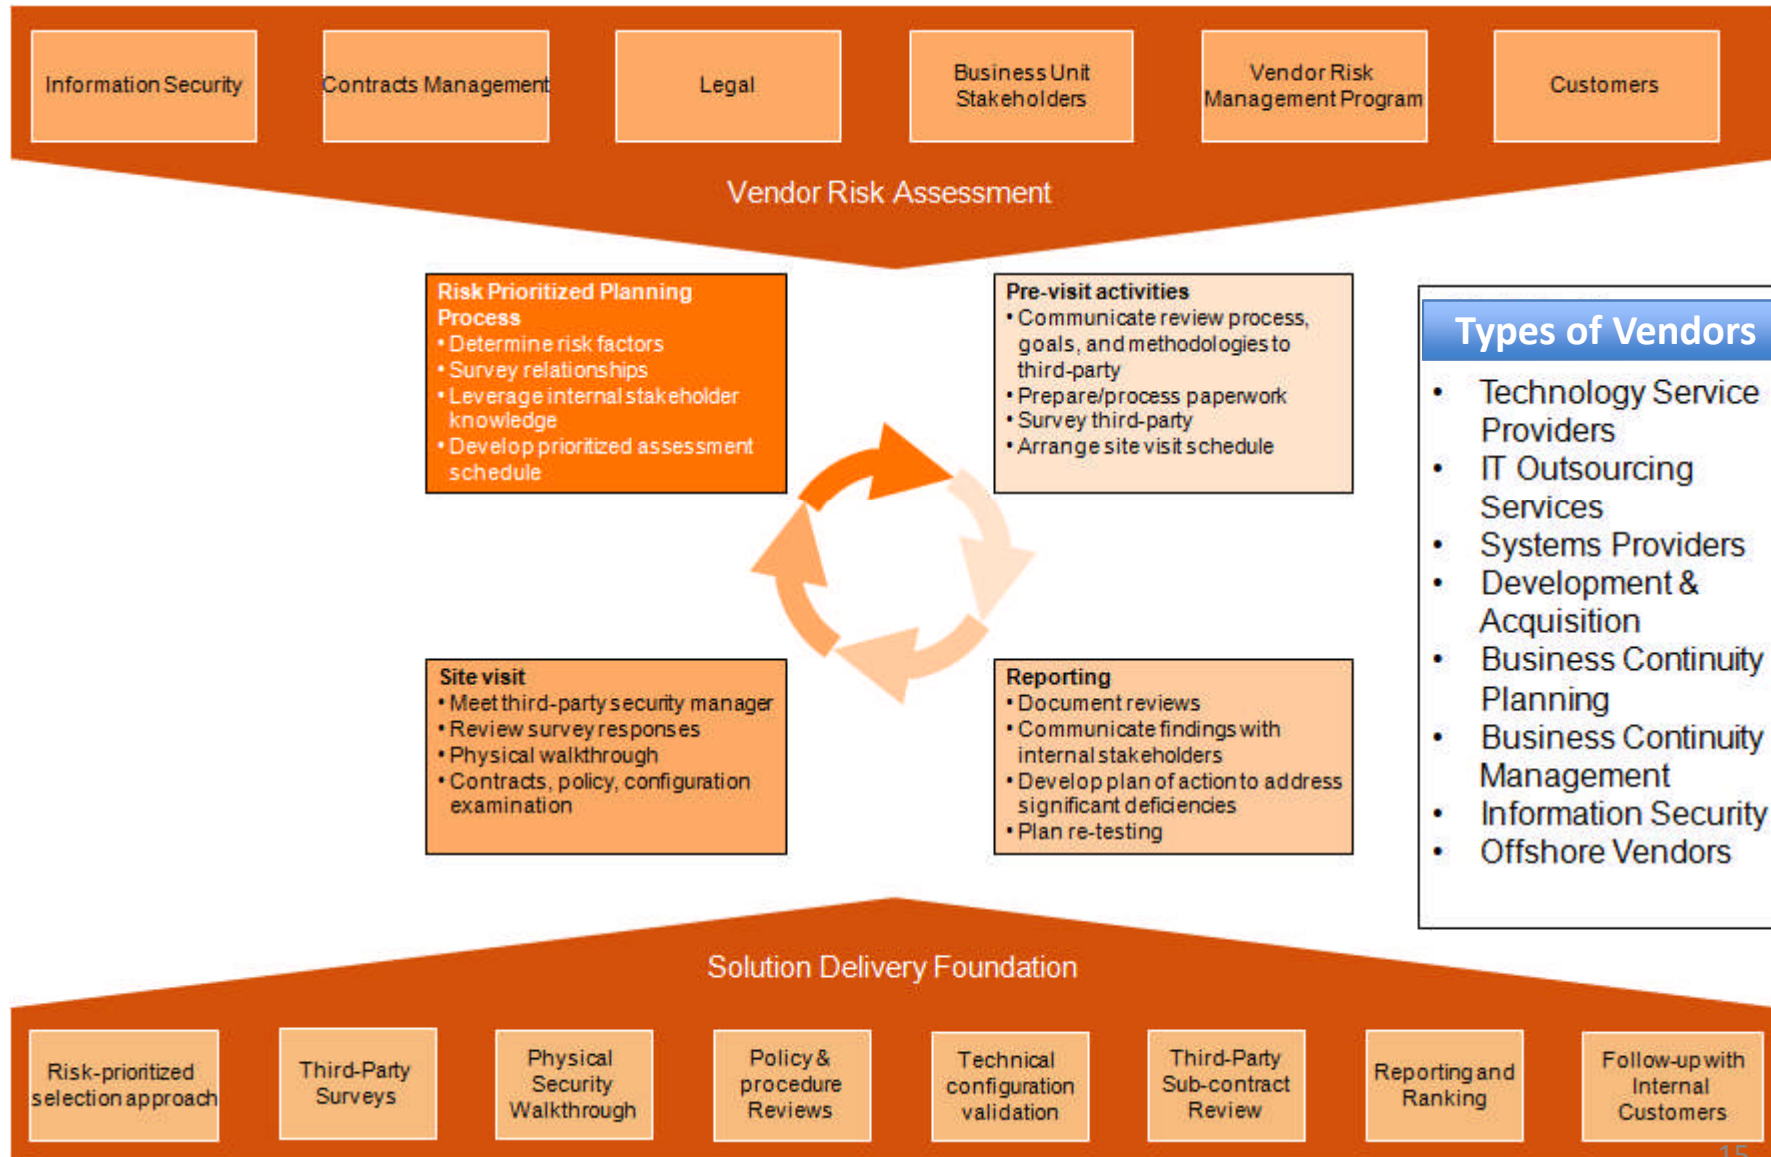 Information Security
Contracts Management
Legal
Business Unit
Stakeholders
Vendor Risk
Management Program
Customers
Vendor Risk Assessment
Risk Prioritized Planning
Process
• Determine risk factors
• Survey relationships
• Leverage internal stakeholder
knowledge
• Develop prioritized assessment
schedule
Pre-visit activities
• Communicate review process,
goals, and methodologies to
third-party
• Prepare/process paperwork
• Survey third-party
• Arrange site visit schedule
Site visit
• Meet third-party security manager
• Review survey responses
• Physical walkthrough
• Contracts, policy, configuration
examination
Reporting
• Document reviews
• Communicate findings with
internal stakeholders
• Develop plan of action to address
significant deficiencies
• Plan re-testing
Types of Vendors
• Technology Service
Providers
• IT Outsourcing
Services
• Systems Providers
• Development &
Acquisition
• Business Continuity
Planning
• Business Continuity
Management
• Information Security
• Offshore Vendors
Solution Delivery Foundation
Risk-prioritized
selection approach
Third-Party
Surveys
Physical
Security
Walkthrough
Policy &
procedure
Reviews
Technical
configuration
validation
Third-Party
Sub-contract
Review
Reporting and
Ranking
Follow-up with
Internal
Customers
15